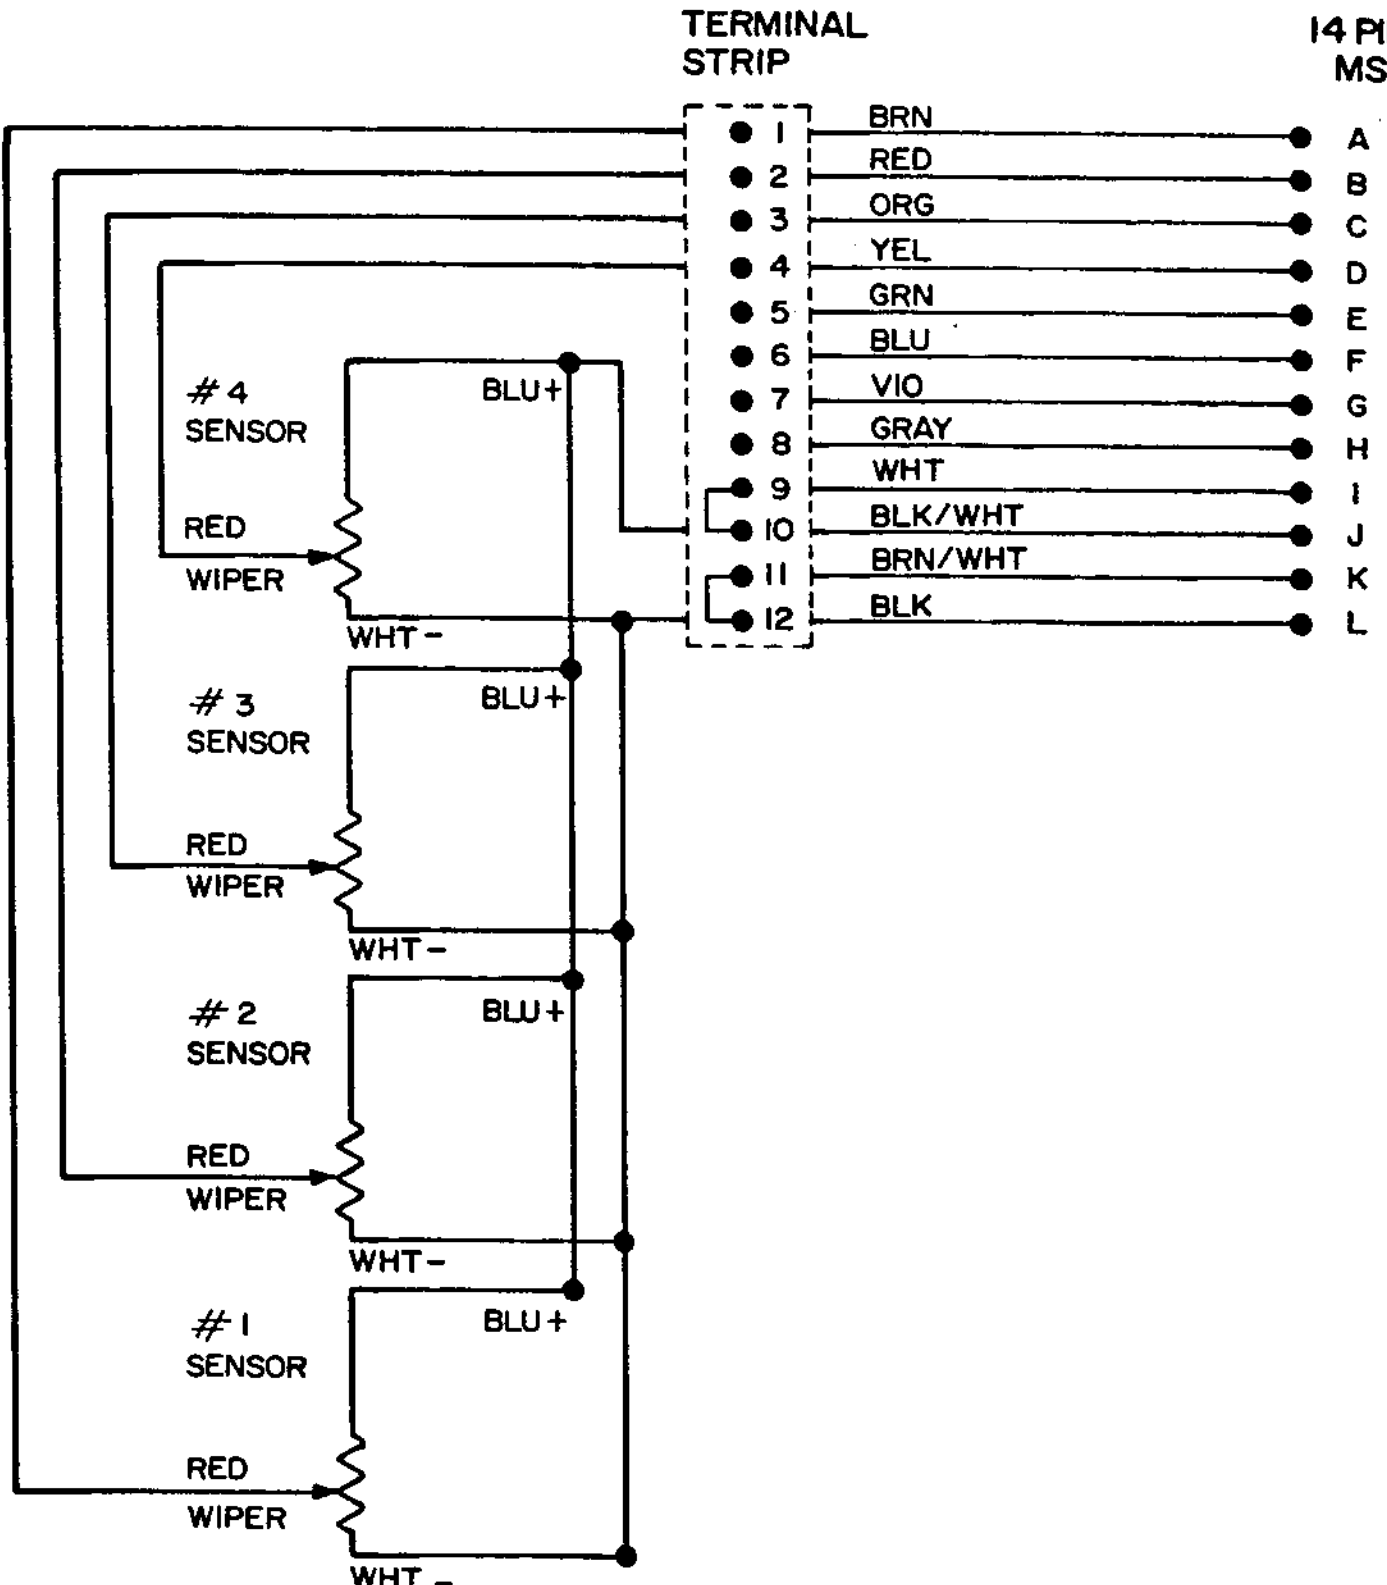 TERMINAL
STRIP
14 PI
MS
1 BRN A
2 RED B
3 ORG C
4 YEL D
5 GRN E
6 BLU F
7 VIO G
8 GRAY H
9 WHT I
10 BLK/WHT J
11 BRN/WHT K
12 BLK L
#4
SENSOR
BLU+
RED
WIPER
WHT-
#3
SENSOR
BLU+
RED
WIPER
WHT-
#2
SENSOR
BLU+
RED
WIPER
WHT-
#1
SENSOR
BLU+
RED
WIPER
WHT-